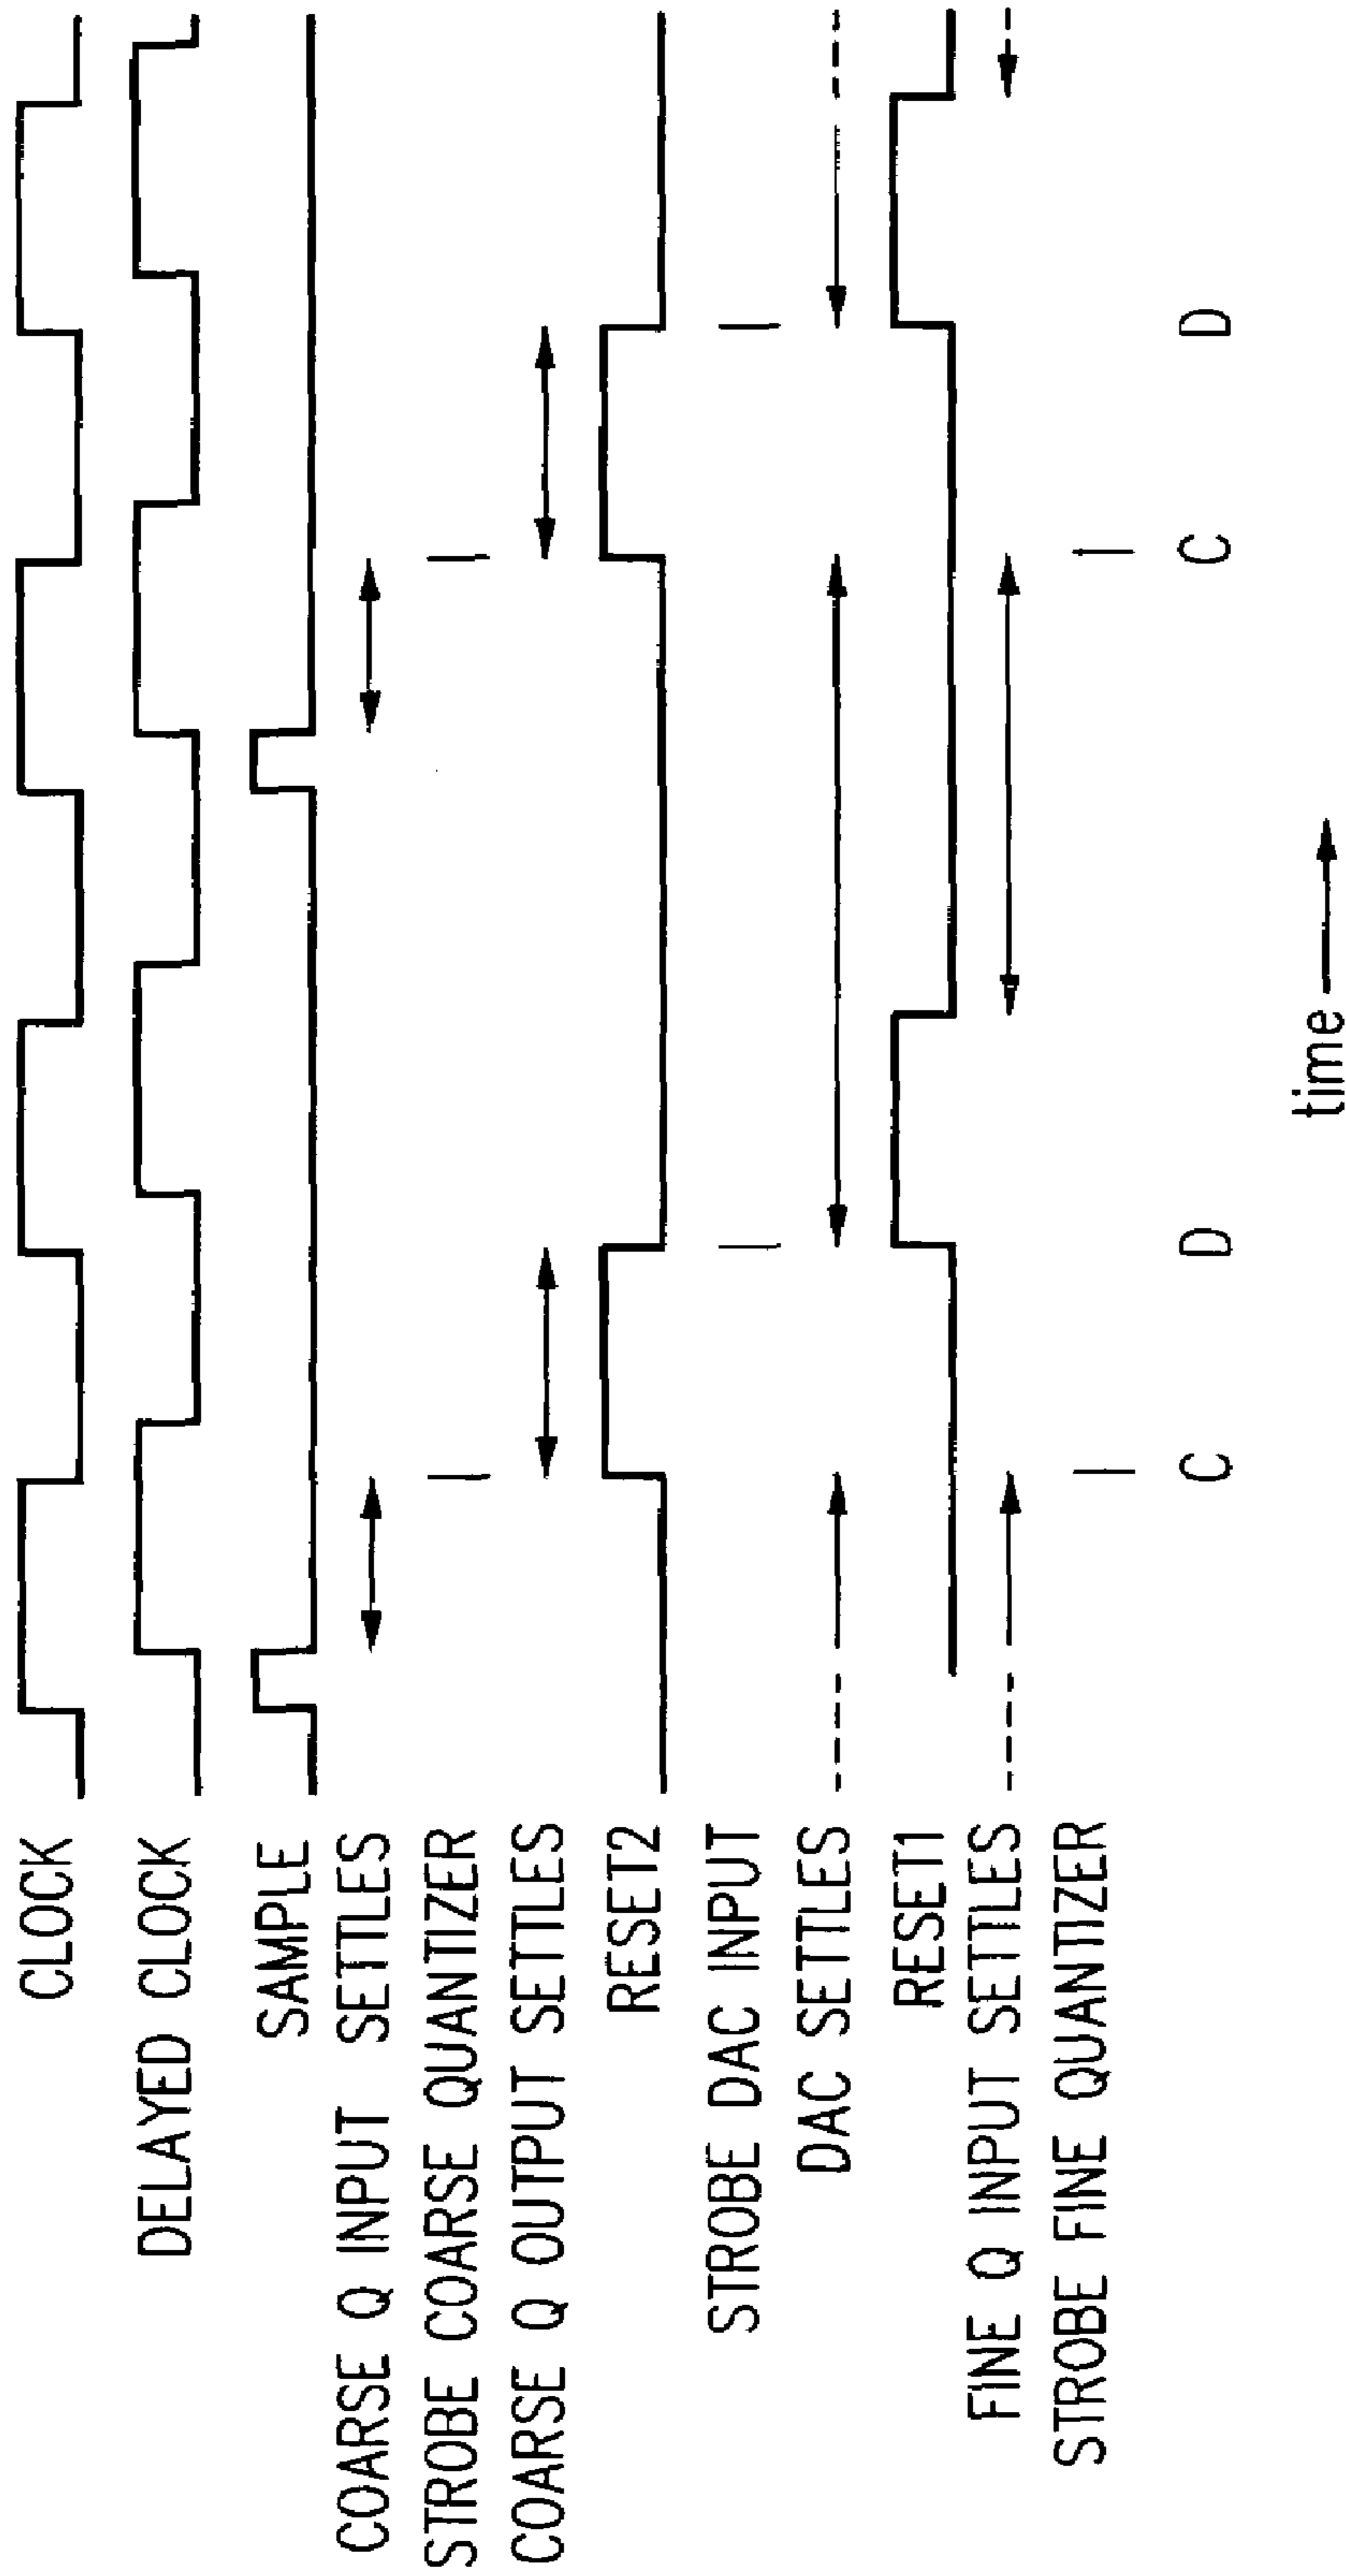 CLOCK
DELAYED CLOCK
SAMPLE
COARSE Q INPUT SETTLES
STROBE COARSE QUANTIZER
COARSE Q OUTPUT SETTLES
RESET2
STROBE DAC INPUT
DAC SETTLES
RESET1
FINE Q INPUT SETTLES
STROBE FINE QUANTIZER
C D C D
time